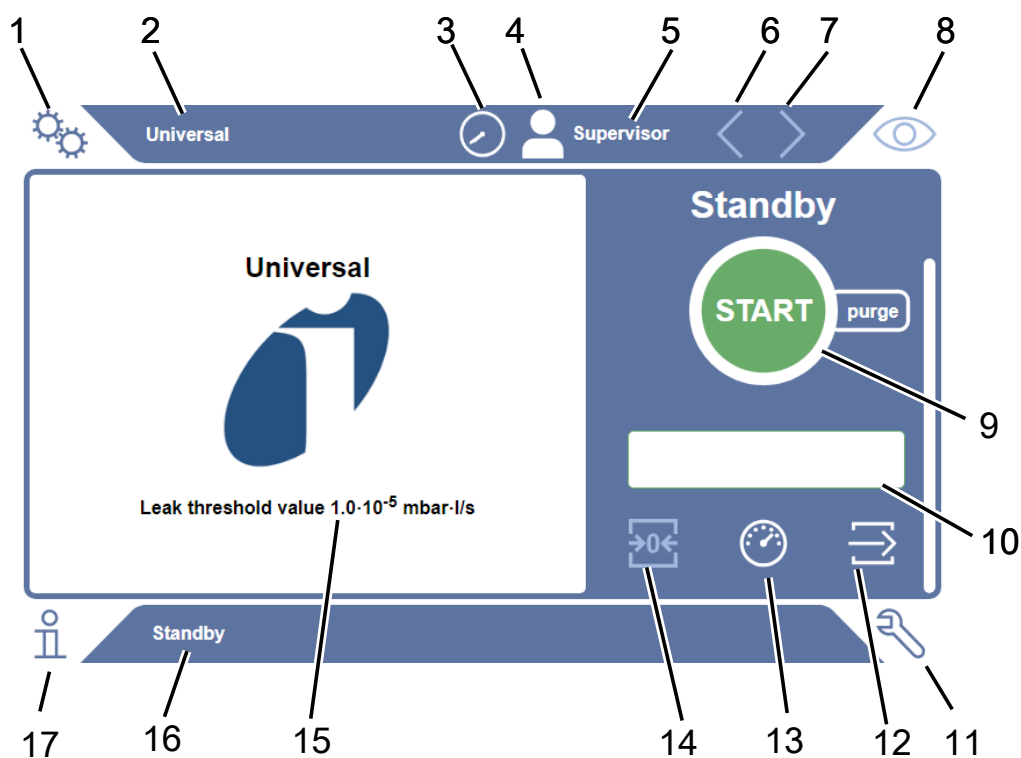 1 2 3 4 5 6 7 8
Universal Supervisor
Standby
Universal
START purge
9
Leak threshold value 1.0·10⁻⁵ mbar·l/s
→0← 10
Standby
17 16 15 14 13 12 11